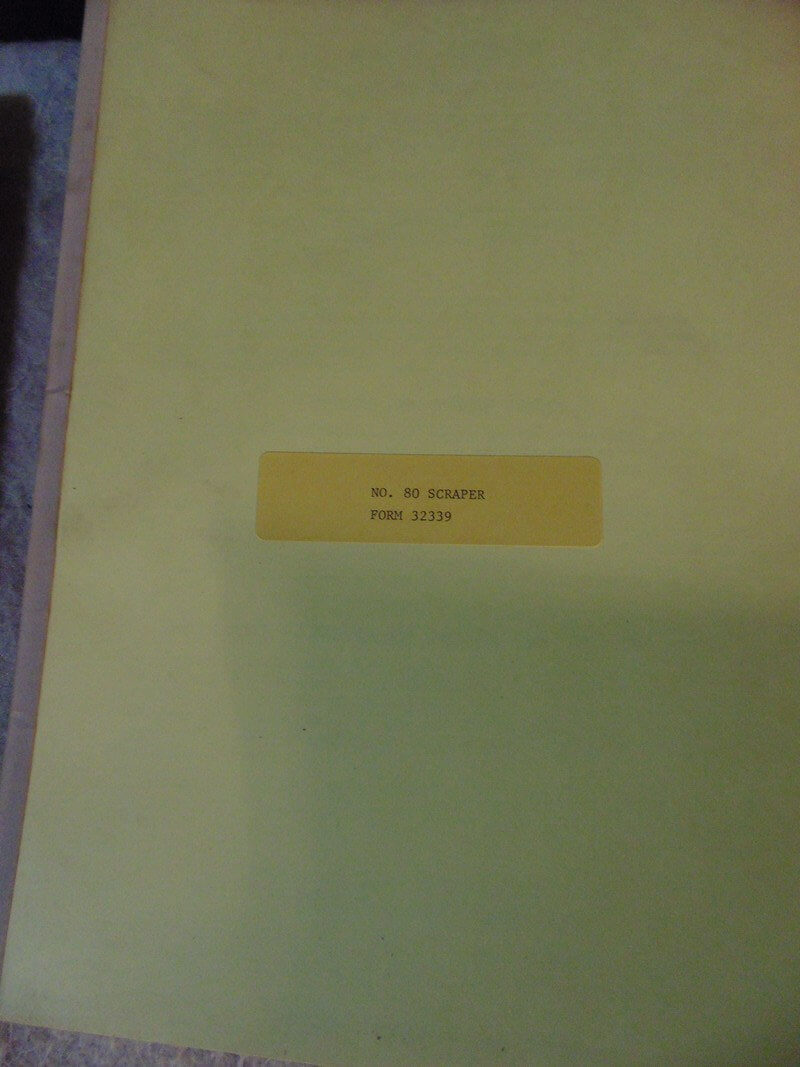 NO. 80 SCRAPER
FORM 32339